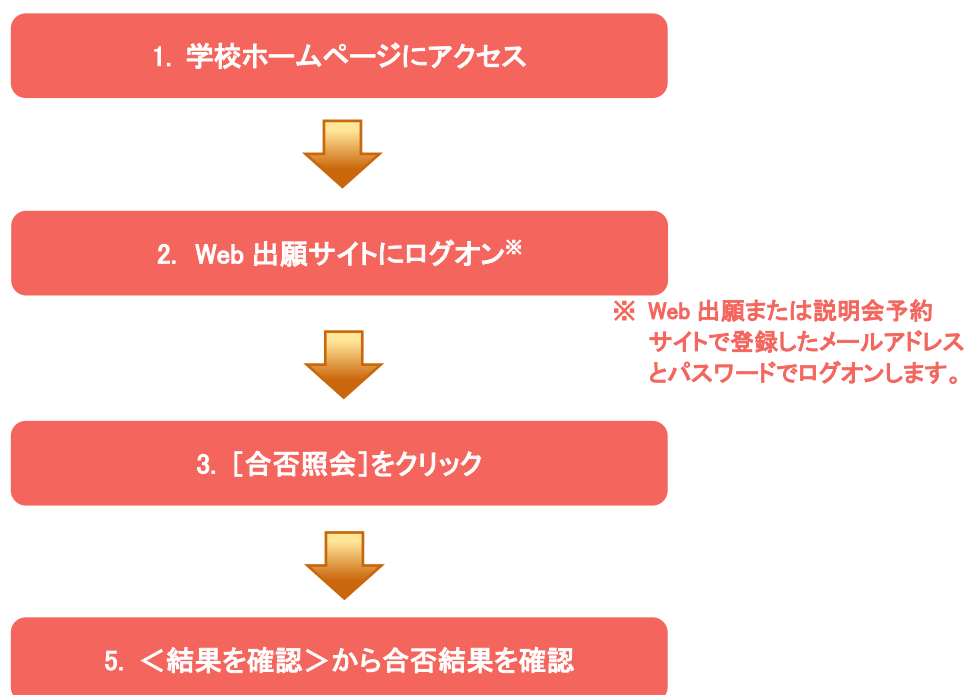 1. 学校ホームページにアクセス
2. Web 出願サイトにログオン※
※ Web 出願または説明会予約
サイトで登録したメールアドレス
とパスワードでログオンします。
3. [合否照会]をクリック
5. ＜結果を確認＞から合否結果を確認